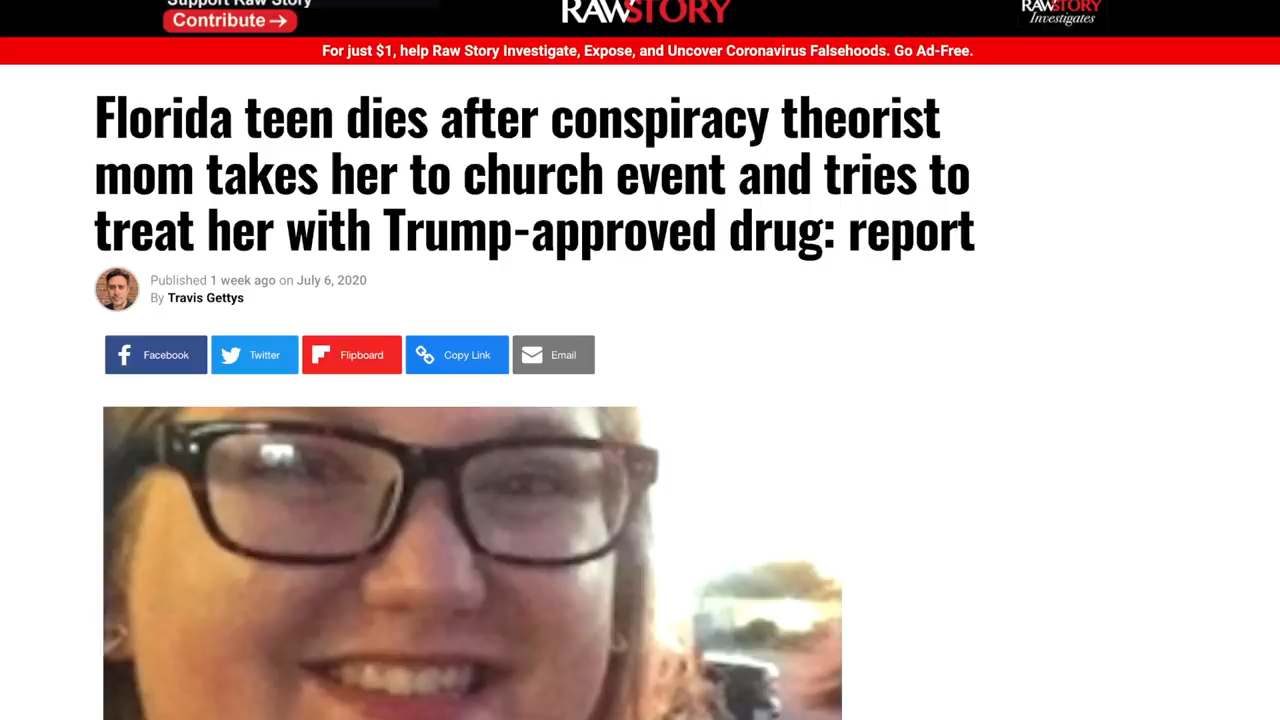 Support Raw Story
Contribute →
RAWSTORY
RAWSTORY
Investigates
For just $1, help Raw Story Investigate, Expose, and Uncover Coronavirus Falsehoods. Go Ad-Free.
Florida teen dies after conspiracy theorist
mom takes her to church event and tries to
treat her with Trump-approved drug: report
Published 1 week ago on July 6, 2020
By Travis Gettys
Facebook
Twitter
Flipboard
Copy Link
Email